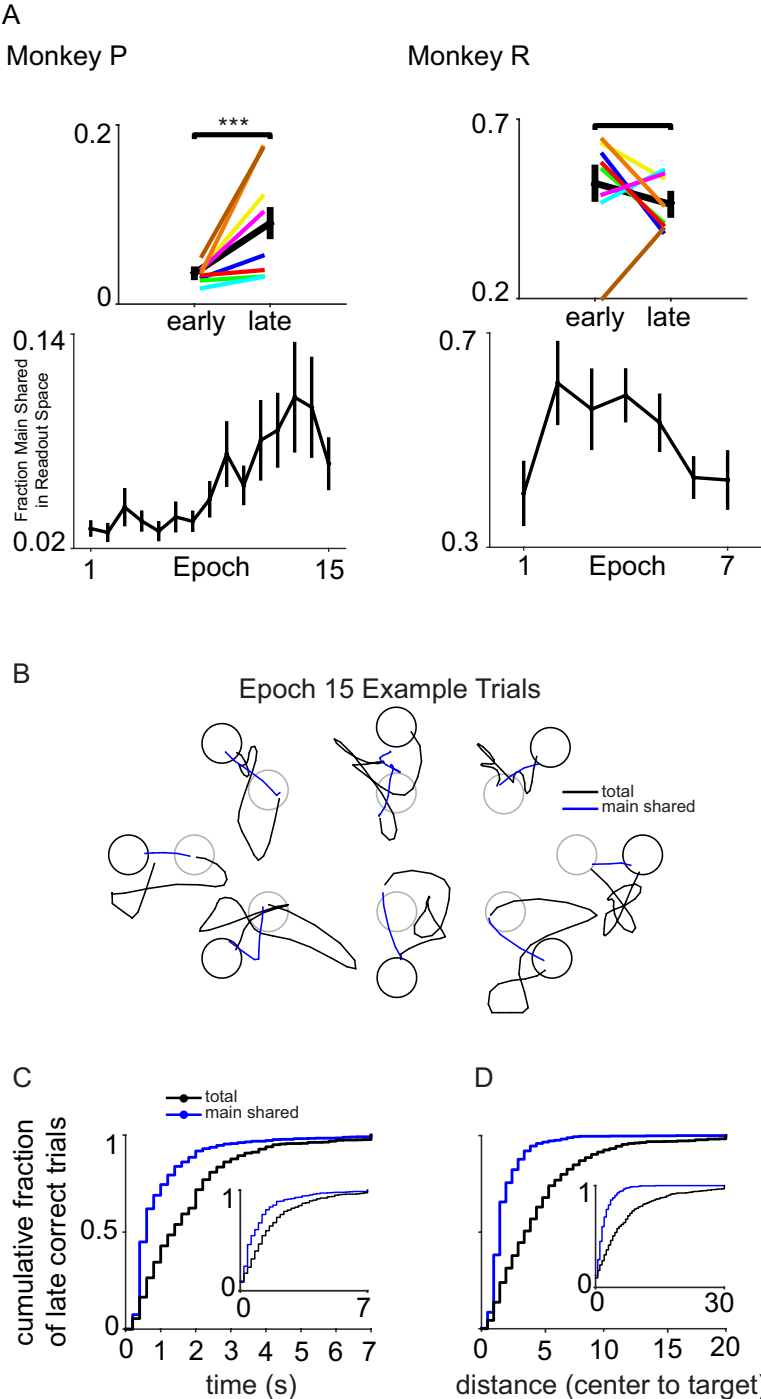 A
Monkey P
Monkey R
0.2
***
0
early
late
0.7
0.2
early
late
0.14
Fraction Main Shared
in Readout Space
0.02
1
Epoch
15
0.7
0.3
1
Epoch
7
B
Epoch 15 Example Trials
total
main shared
C
total
main shared
D
cumulative fraction
of late correct trials
1
0.5
0 1 2 3 4 5 6 7
time (s)
1
0
0
7
0 5 10 15 20
distance (center to target)
1
0
0
30